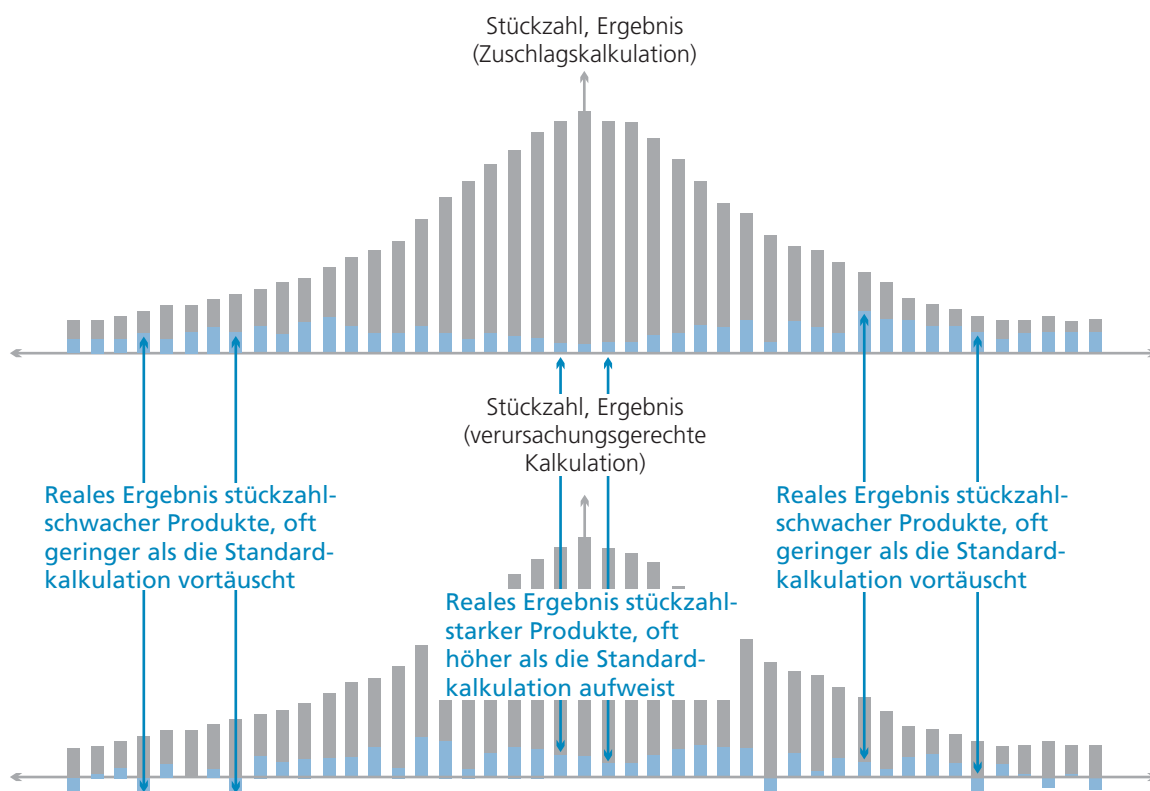 Stückzahl, Ergebnis
(Zuschlagskalkulation)
Stückzahl, Ergebnis
(verursachungsgerechte
Kalkulation)
Reales Ergebnis stückzahl-
schwacher Produkte, oft
geringer als die Standard-
kalkulation vortäuscht
Reales Ergebnis stückzahl-
starker Produkte, oft
höher als die Standard-
kalkulation aufweist
Reales Ergebnis stückzahl-
schwacher Produkte, oft
geringer als die Standard-
kalkulation vortäuscht